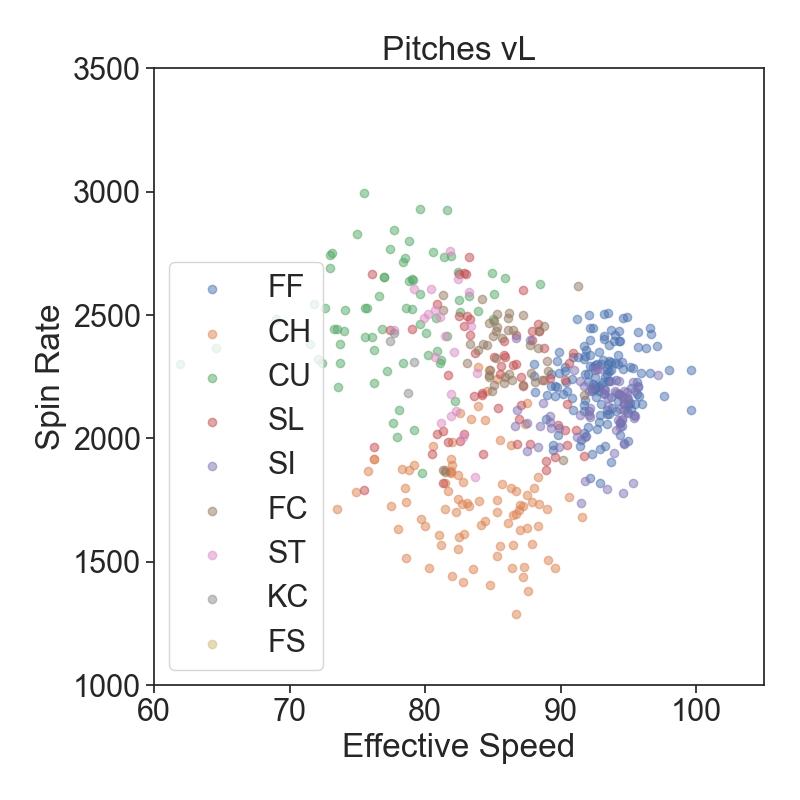 Pitches vL
3500
3000
2500
2000
1500
1000
Spin Rate
FF
CH
CU
SL
SI
FC
ST
KC
FS
60 70 80 90 100
Effective Speed